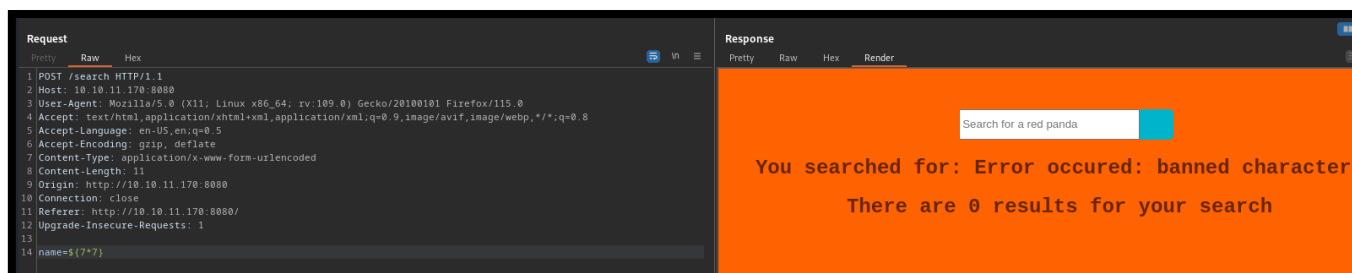 Request
Pretty Raw Hex
\n
1 POST /search HTTP/1.1
2 Host: 10.10.11.170:8080
3 User-Agent: Mozilla/5.0 (X11; Linux x86_64; rv:109.0) Gecko/20100101 Firefox/115.0
4 Accept: text/html,application/xhtml+xml,application/xml;q=0.9,image/avif,image/webp,*/*;q=0.8
5 Accept-Language: en-US,en;q=0.5
6 Accept-Encoding: gzip, deflate
7 Content-Type: application/x-www-form-urlencoded
8 Content-Length: 11
9 Origin: http://10.10.11.170:8080
10 Connection: close
11 Referer: http://10.10.11.170:8080/
12 Upgrade-Insecure-Requests: 1
13
14 name=${7*7}
Response
Pretty Raw Hex Render
Search for a red panda
You searched for: Error occured: banned character
There are 0 results for your search